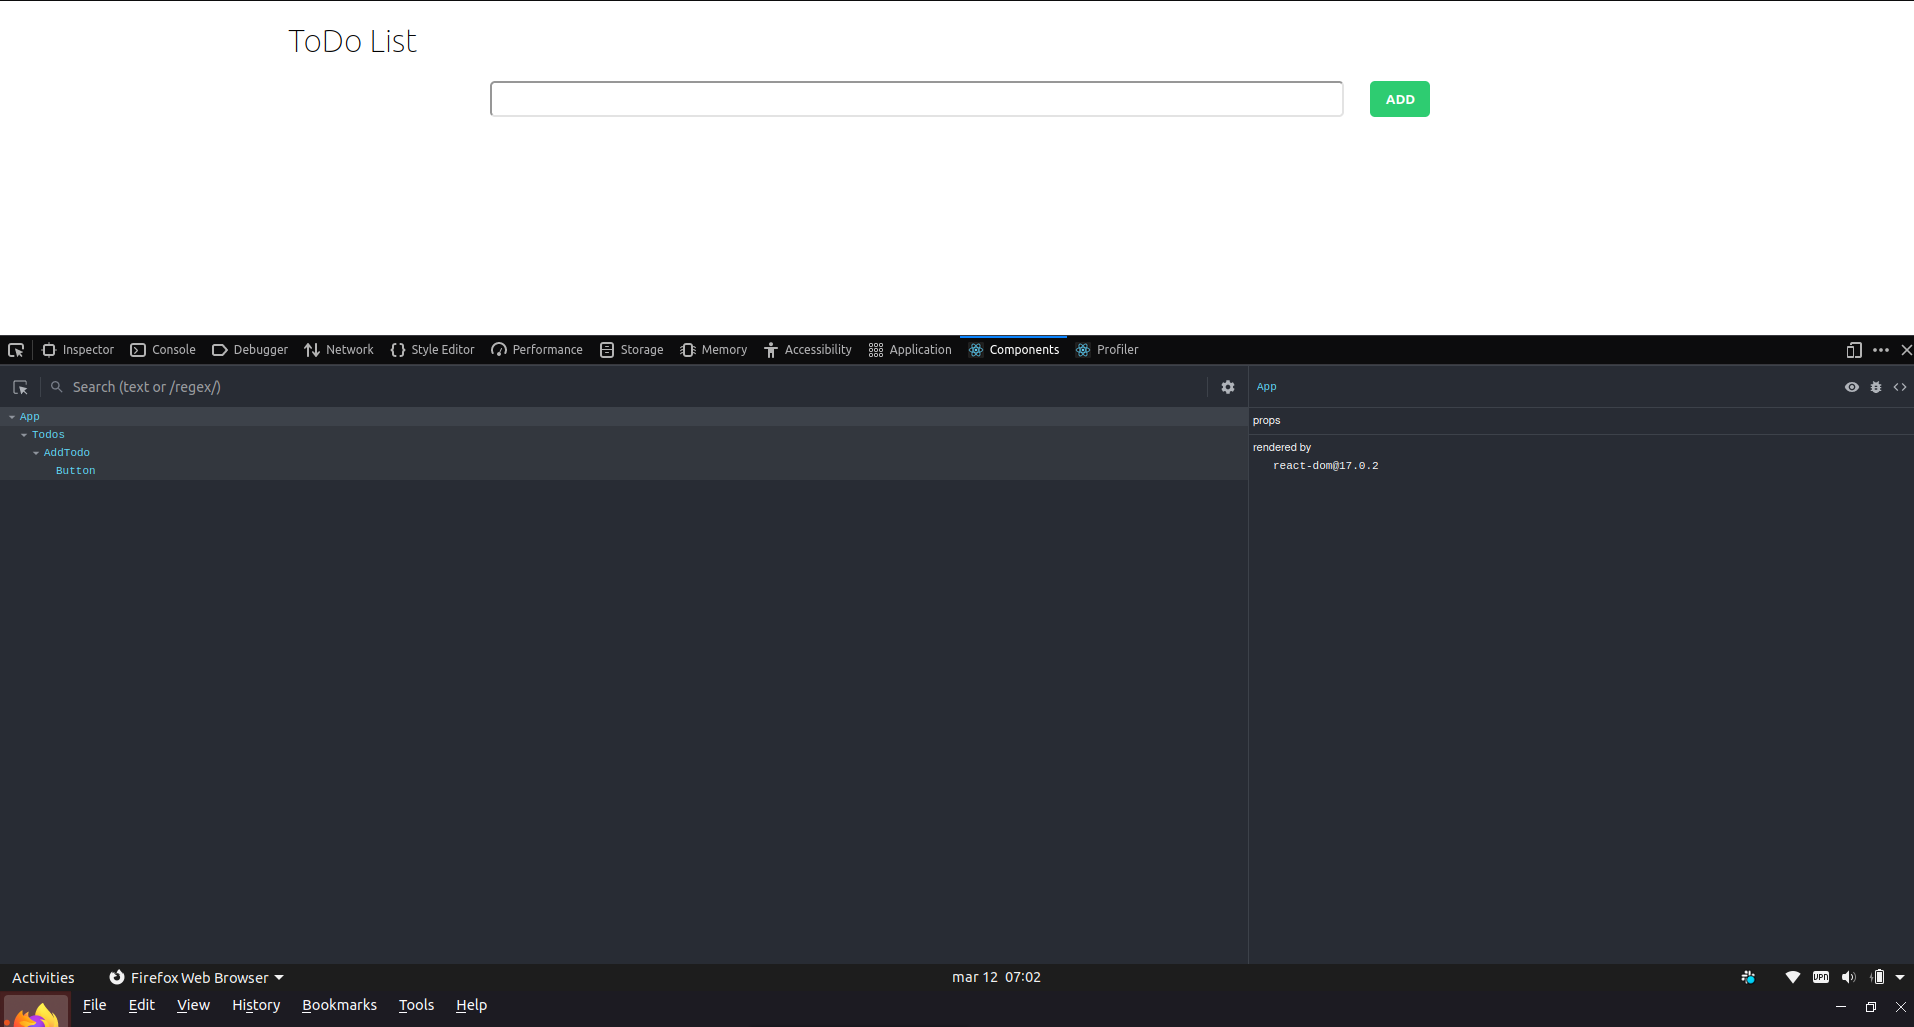 ToDo List
ADD
Inspector Console Debugger Network Style Editor Performance Storage Memory Accessibility Application Components Profiler
Search (text or /regex/)
App
Todos
AddTodo
Button
App
props
rendered by
react-dom@17.0.2
Activities Firefox Web Browser mar 12 07:02 VPN
File Edit View History Bookmarks Tools Help